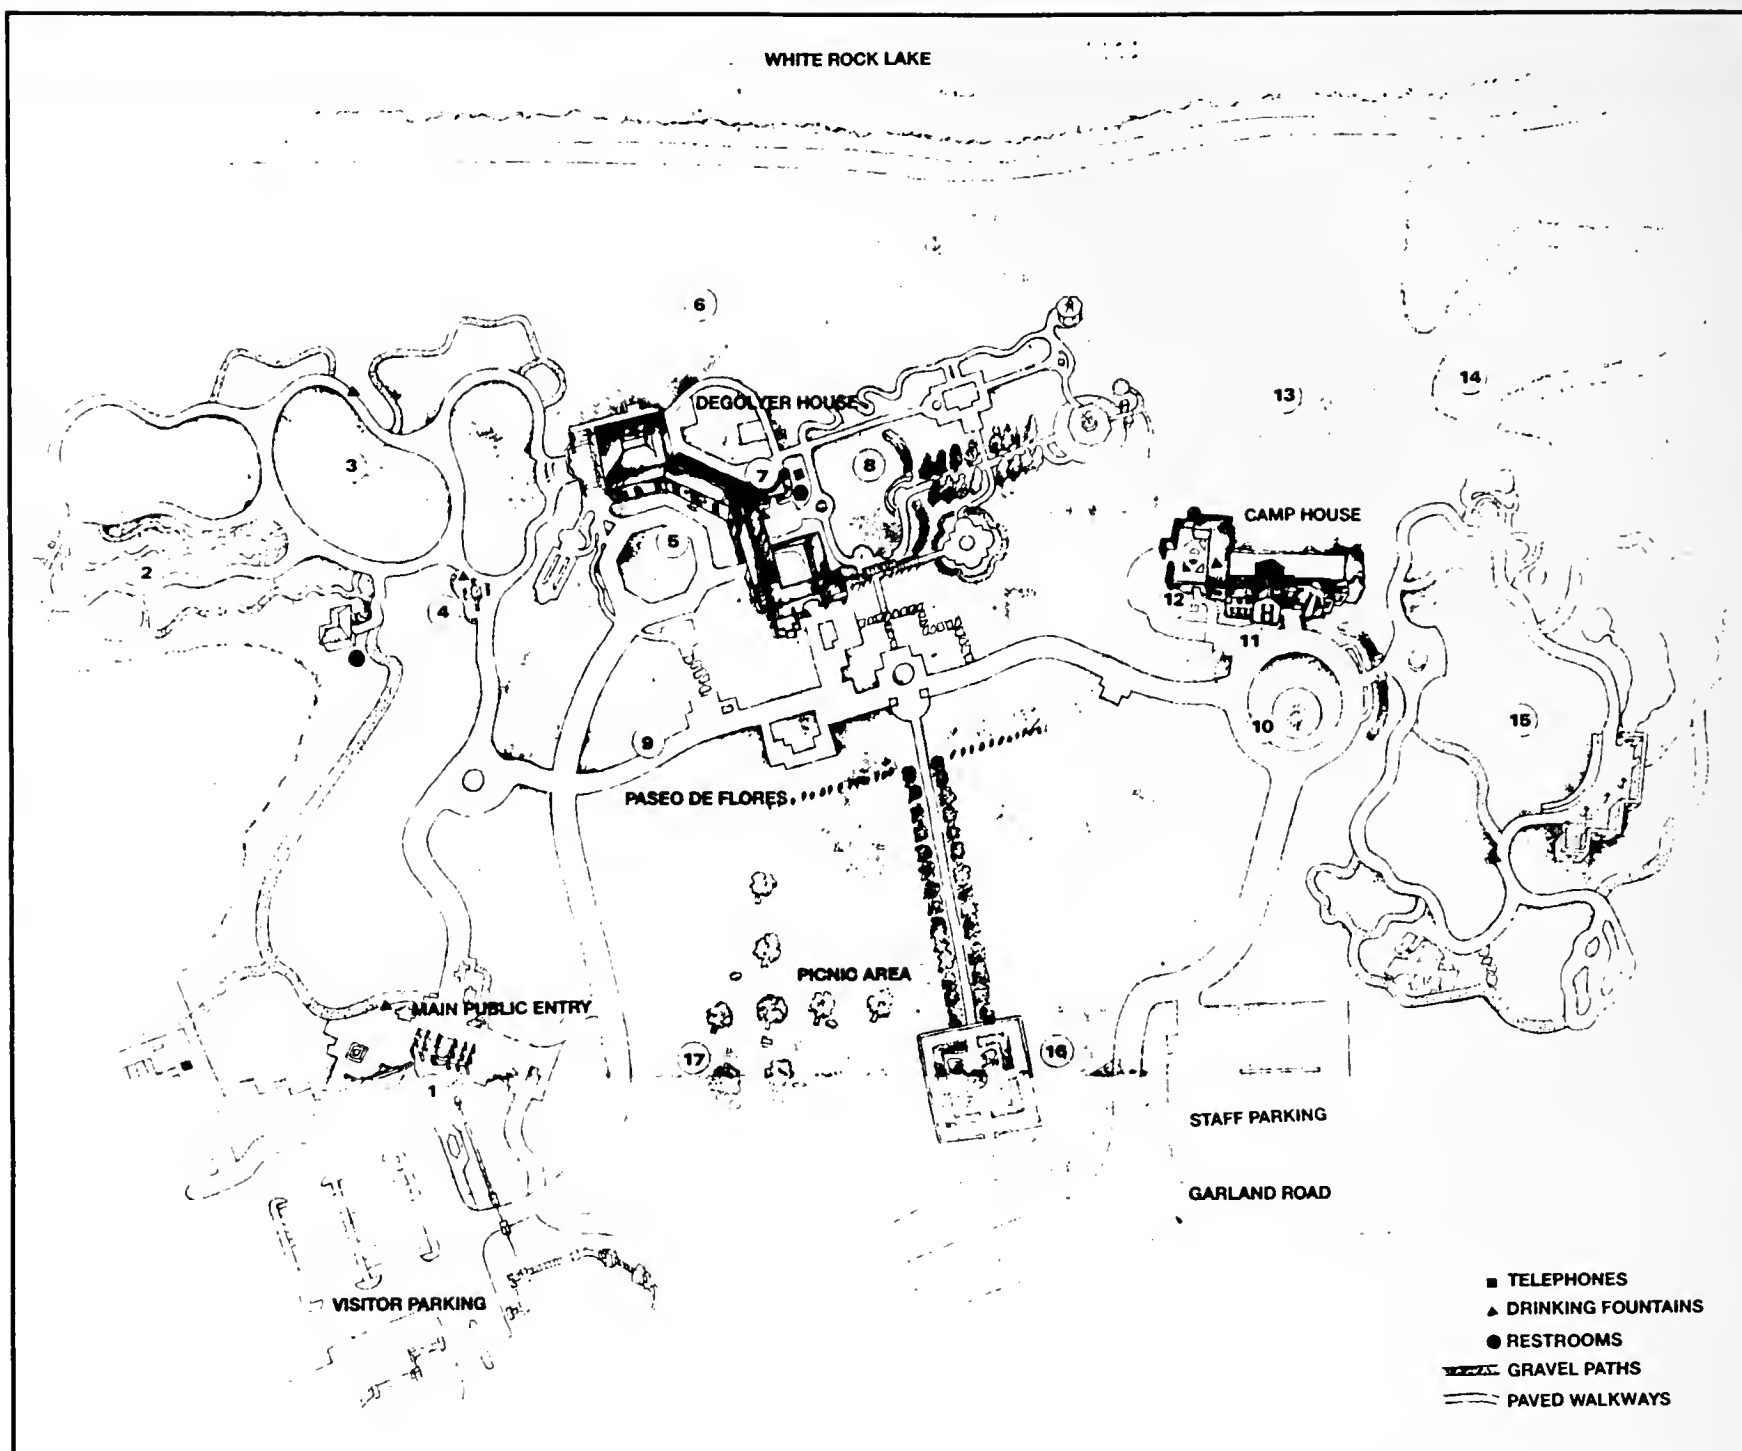 WHITE ROCK LAKE
6
DEGOLYER HOUSE
13
14
3
7
8
CAMP HOUSE
5
2
4
12
11
9
10
15
PASEO DE FLORES
PICNIC AREA
MAIN PUBLIC ENTRY
17
16
1
STAFF PARKING
GARLAND ROAD
VISITOR PARKING
TELEPHONES
DRINKING FOUNTAINS
RESTROOMS
GRAVEL PATHS
PAVED WALKWAYS